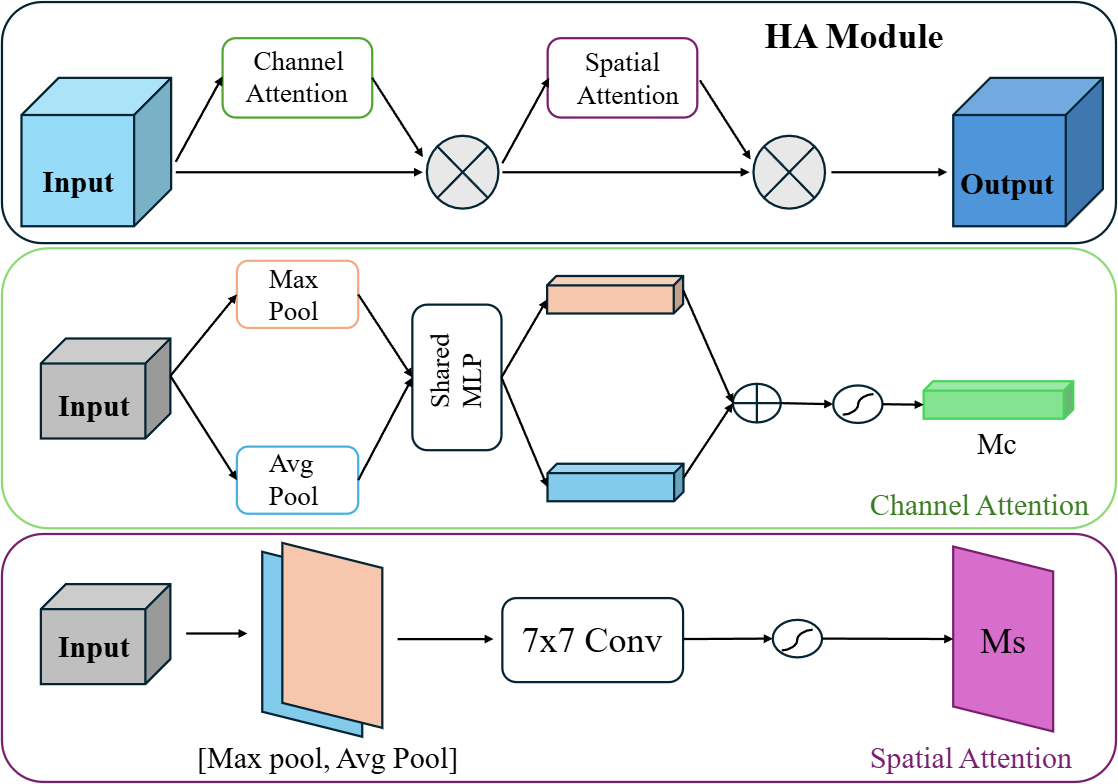 HA Module
Channel
Attention
Spatial
Attention
Input
Output
Max
Pool
Shared
MLP
Input
Avg
Pool
Mc
Channel Attention
Input
7x7 Conv
Ms
[Max pool, Avg Pool]
Spatial Attention